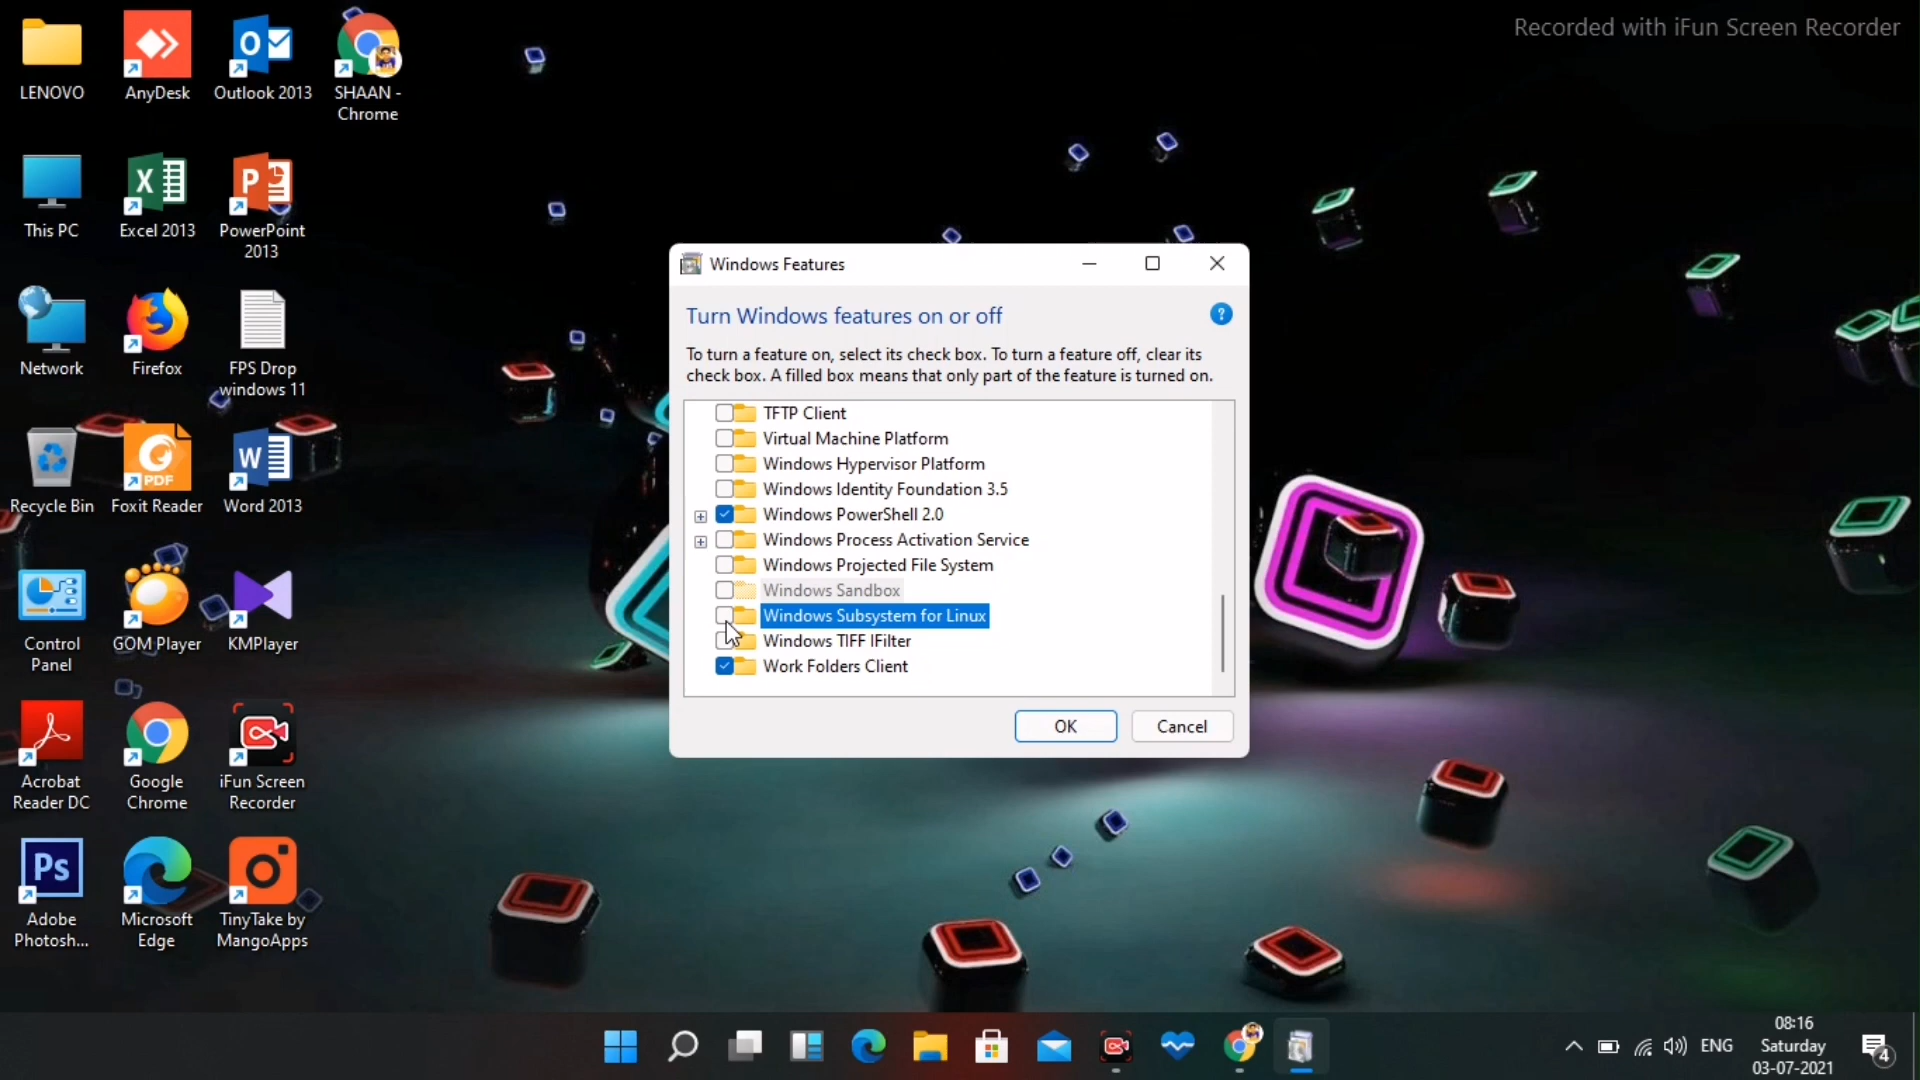 Recorded with iFun Screen Recorder
LENOVO
AnyDesk
Outlook 2013
SHAAN -
Chrome
This PC
Excel 2013
PowerPoint
2013
Network
Firefox
FPS Drop
windows 11
Recycle Bin
Foxit Reader
PDF
Word 2013
Control
Panel
GOM Player
KMPlayer
Acrobat
Reader DC
Google
Chrome
iFun Screen
Recorder
Ps
Adobe
Photosh...
Microsoft
Edge
TinyTake by
MangoApps
Windows Features
Turn Windows features on or off
To turn a feature on, select its check box. To turn a feature off, clear its
check box. A filled box means that only part of the feature is turned on.
TFTP Client
Virtual Machine Platform
Windows Hypervisor Platform
Windows Identity Foundation 3.5
Windows PowerShell 2.0
Windows Process Activation Service
Windows Projected File System
Windows Sandbox
Windows Subsystem for Linux
Windows TIFF IFilter
Work Folders Client
OK
Cancel
ENG
08:16
Saturday
03-07-2021
4